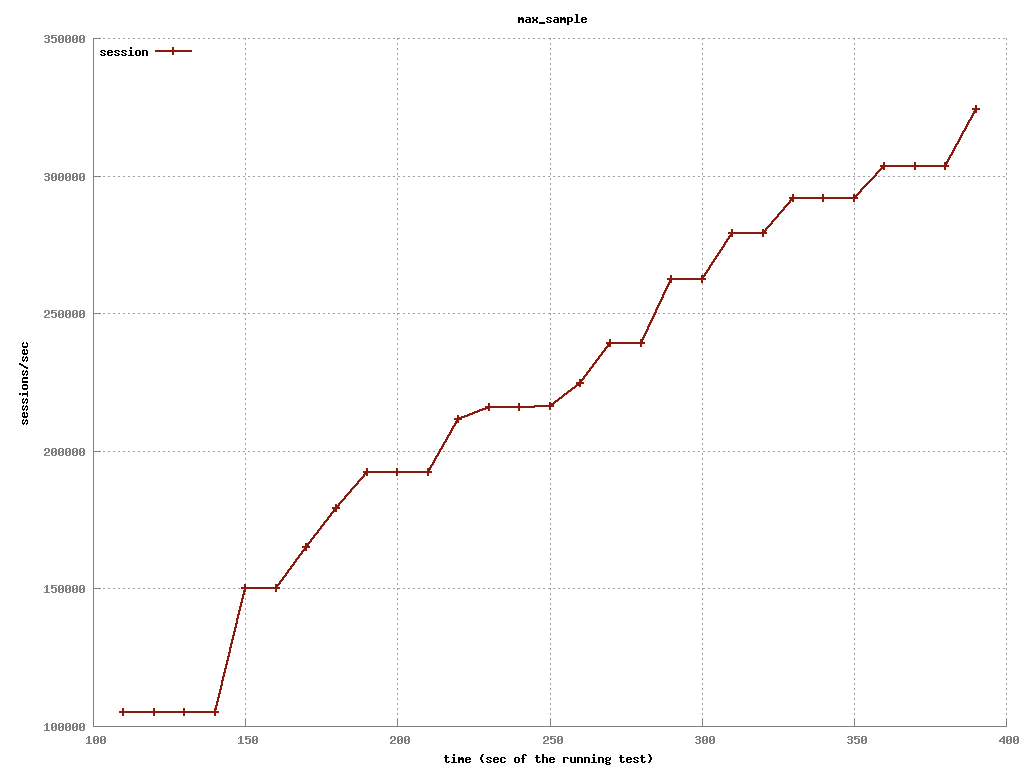 max_sample
350000
session
300000
250000
sessions/sec
200000
150000
100000
100 150 200 250 300 350 400
time (sec of the running test)